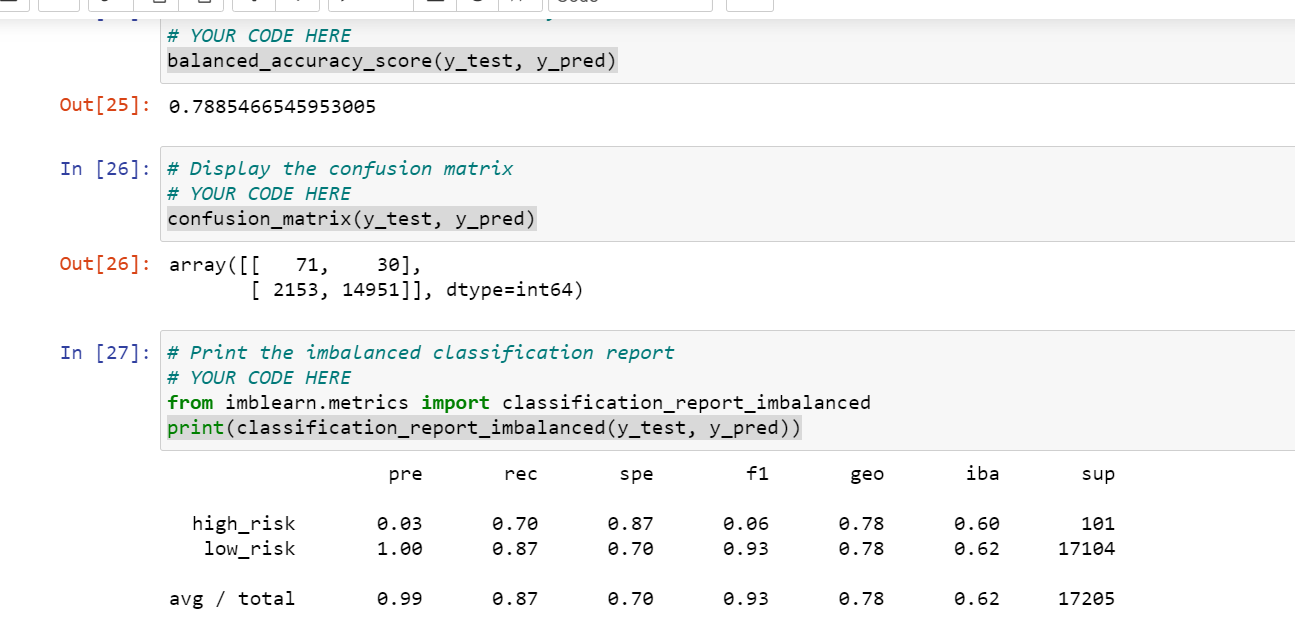 # YOUR CODE HERE
balanced_accuracy_score(y_test, y_pred)
Out[25]: 0.7885466545953005
In [26]: # Display the confusion matrix
# YOUR CODE HERE
confusion_matrix(y_test, y_pred)
Out[26]: array([[   71,    30],
       [ 2153, 14951]], dtype=int64)
In [27]: # Print the imbalanced classification report
# YOUR CODE HERE
from imblearn.metrics import classification_report_imbalanced
print(classification_report_imbalanced(y_test, y_pred))
pre rec spe f1 geo iba sup
high_risk 0.03 0.70 0.87 0.06 0.78 0.60 101
low_risk 1.00 0.87 0.70 0.93 0.78 0.62 17104
avg / total 0.99 0.87 0.70 0.93 0.78 0.62 17205